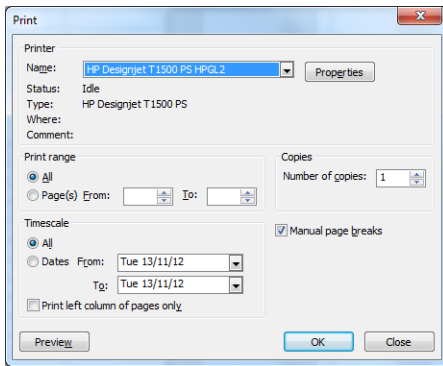 Print
Printer
Name: HP Designjet T1500 PS HPGL2 Properties
Status: Idle
Type: HP Designjet T1500 PS
Where:
Comment:
Print range
All
Page(s) From: To:
Copies
Number of copies: 1
Timescale
All
Dates From: Tue 13/11/12
To: Tue 13/11/12
Print left column of pages only
Manual page breaks
Preview OK Close